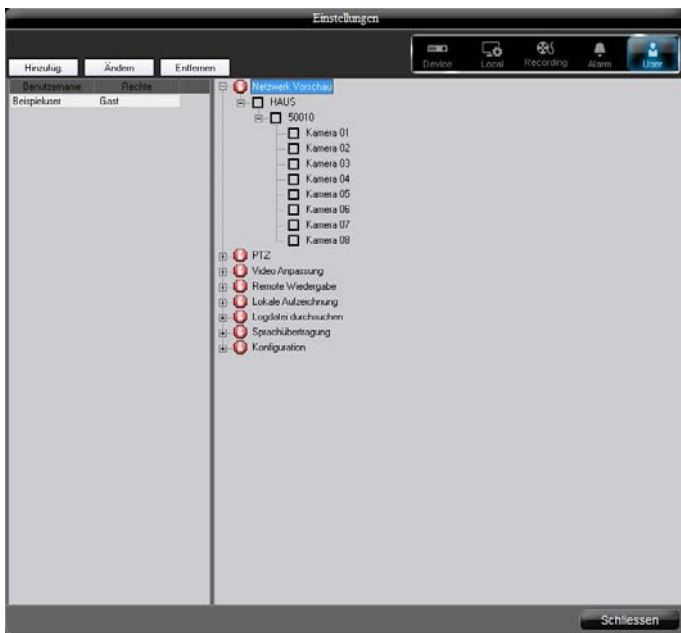 Einstellungen
Hinzufüg. Ändern Entfernen
Device Local Recording Alarm User
Benutzername Rechte
Beispieluser Gast
Netzwerk Vorschau
HAUS
50010
Kamera 01
Kamera 02
Kamera 03
Kamera 04
Kamera 05
Kamera 06
Kamera 07
Kamera 08
PTZ
Video Anpassung
Remote Wiedergabe
Lokale Aufzeichnung
Logdatei durchsuchen
Sprachübertragung
Konfiguration
Schliessen